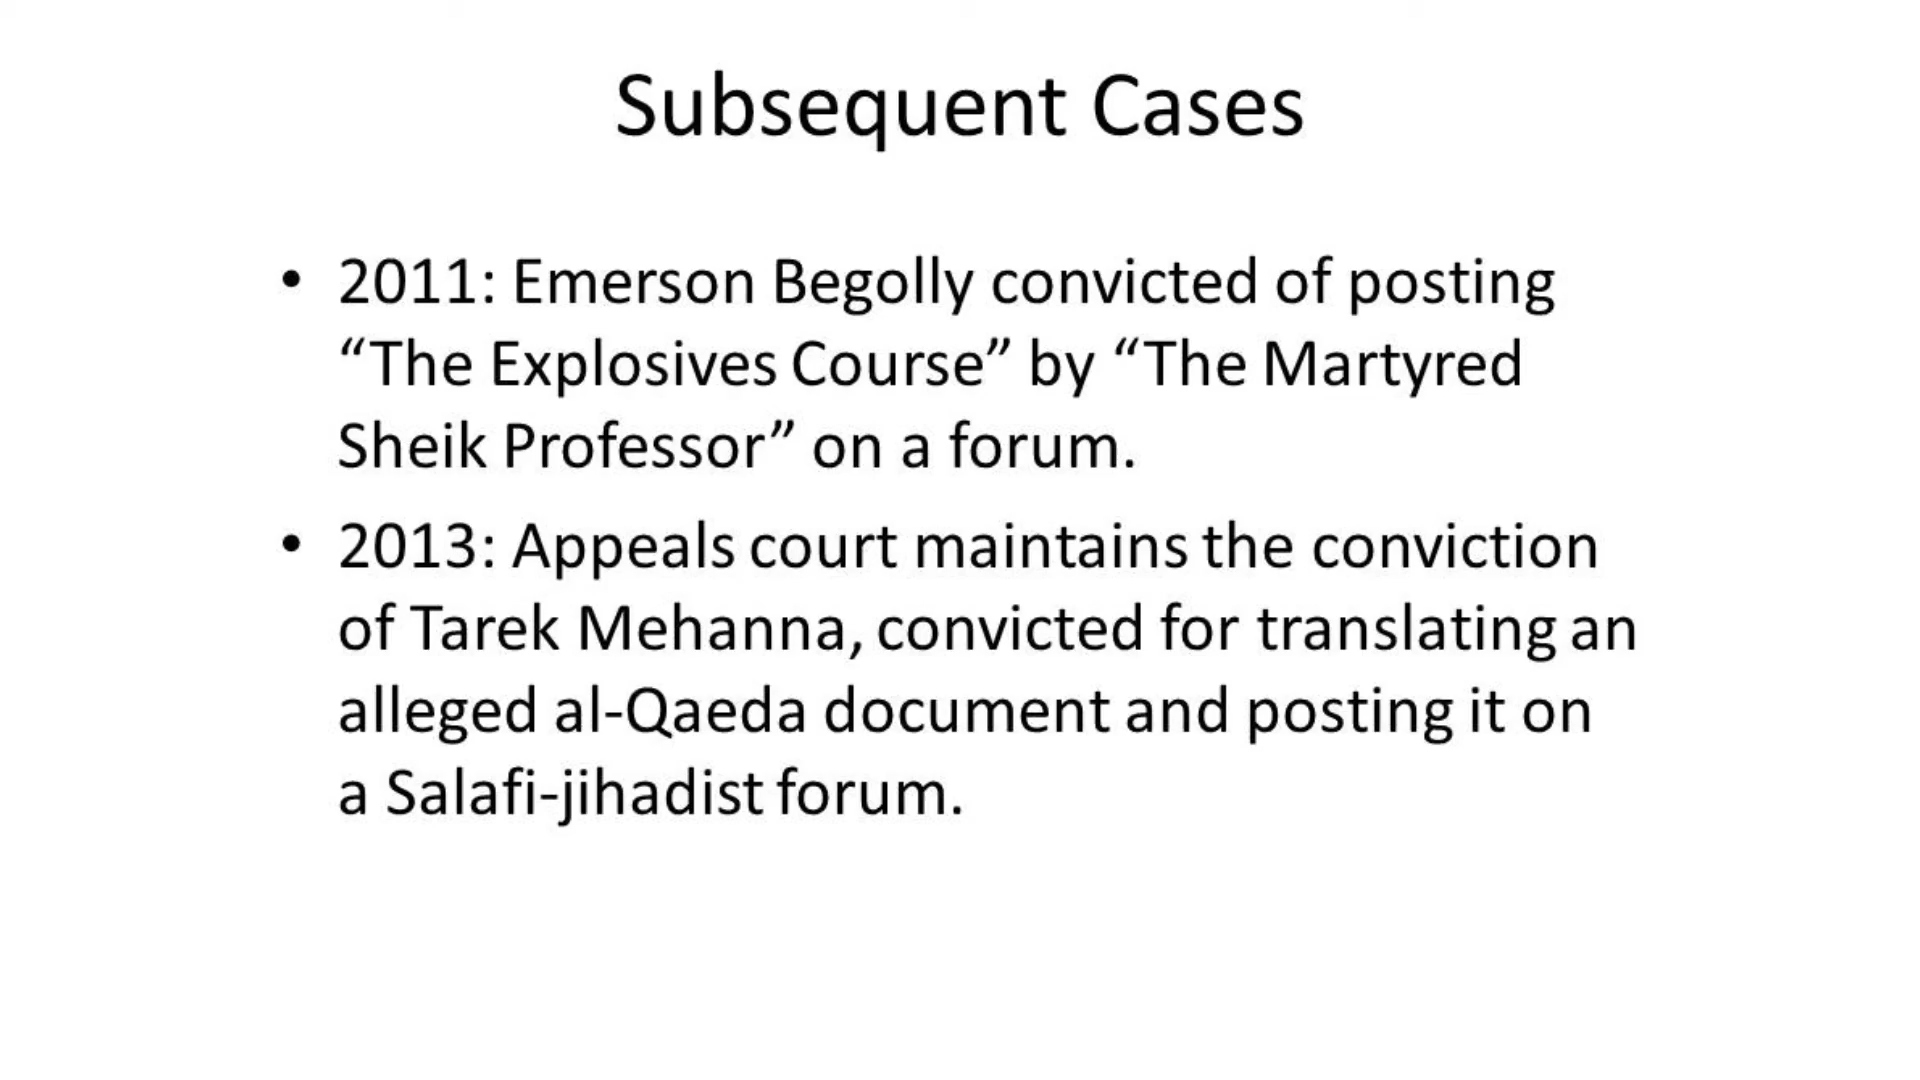 Subsequent Cases
• 2011: Emerson Begolly convicted of posting
“The Explosives Course” by “The Martyred
Sheik Professor” on a forum.
• 2013: Appeals court maintains the conviction
of Tarek Mehanna, convicted for translating an
alleged al-Qaeda document and posting it on
a Salafi-jihadist forum.